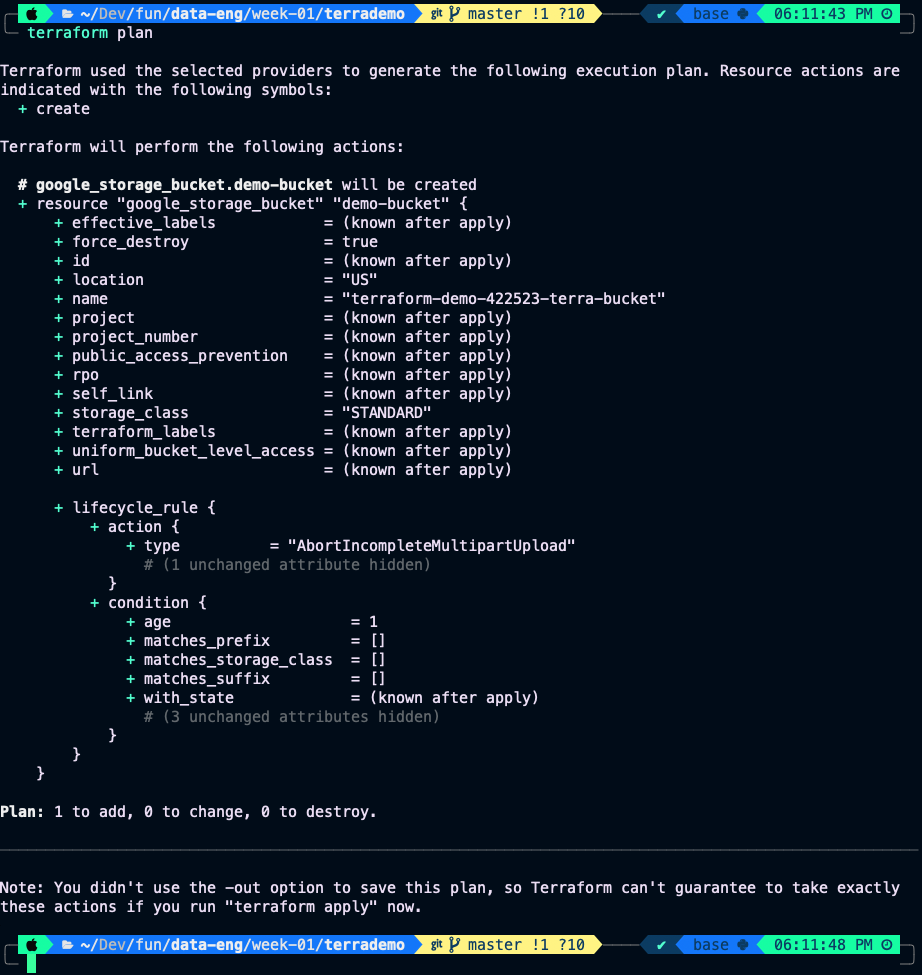 ~/Dev/fun/data-eng/week-01/terrademo git master !1 ?10 ✔ base 06:11:43 PM
terraform plan
Terraform used the selected providers to generate the following execution plan. Resource actions are
indicated with the following symbols:
  + create
Terraform will perform the following actions:
  # google_storage_bucket.demo-bucket will be created
  + resource "google_storage_bucket" "demo-bucket" {
      + effective_labels            = (known after apply)
      + force_destroy               = true
      + id                          = (known after apply)
      + location                    = "US"
      + name                        = "terraform-demo-422523-terra-bucket"
      + project                     = (known after apply)
      + project_number              = (known after apply)
      + public_access_prevention    = (known after apply)
      + rpo                         = (known after apply)
      + self_link                   = (known after apply)
      + storage_class               = "STANDARD"
      + terraform_labels            = (known after apply)
      + uniform_bucket_level_access = (known after apply)
      + url                         = (known after apply)
      + lifecycle_rule {
          + action {
              + type          = "AbortIncompleteMultipartUpload"
                # (1 unchanged attribute hidden)
            }
          + condition {
              + age                    = 1
              + matches_prefix         = []
              + matches_storage_class  = []
              + matches_suffix         = []
              + with_state             = (known after apply)
                # (3 unchanged attributes hidden)
            }
        }
    }
Plan: 1 to add, 0 to change, 0 to destroy.
Note: You didn't use the -out option to save this plan, so Terraform can't guarantee to take exactly
these actions if you run "terraform apply" now.
~/Dev/fun/data-eng/week-01/terrademo git master !1 ?10 ✔ base 06:11:48 PM